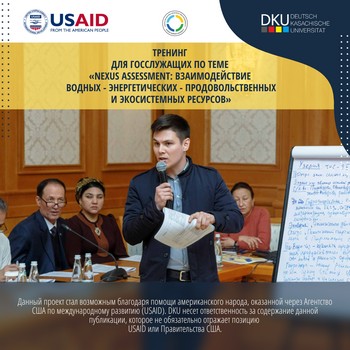 USAID
FROM THE AMERICAN PEOPLE
DKU
DEUTSCH
KASACHISCHE
UNIVERSITÄT
ТРЕНИНГ
ДЛЯ ГОССЛУЖАЩИХ ПО ТЕМЕ
«NEXUS ASSESSMENT: ВЗАИМОДЕЙСТВИЕ
ВОДНЫХ - ЭНЕРГЕТИЧЕСКИХ - ПРОДОВОЛЬСТВЕННЫХ
И ЭКОСИСТЕМНЫХ РЕСУРСОВ»
Данный проект стал возможным благодаря помощи американского народа, оказанной через Агентство
США по международному развитию (USAID). DKU несет ответственность за содержание данной
публикации, которое не обязательно отражает позицию
USAID или Правительства США.